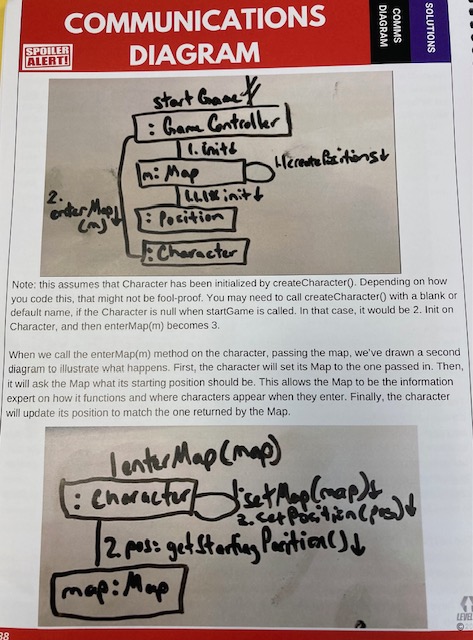 COMMUNICATIONS
DIAGRAM
SPOILER
ALERT!
COMMS
DIAGRAM
SOLUTIONS
start Game
: Game Controller
1. init↓
m: Map
1.1 createPositions↓
1.1.1* init↓
2.
enterMap↓
(m)
: Position
: Character
Note: this assumes that Character has been initialized by createCharacter(). Depending on how
you code this, that might not be fool-proof. You may need to call createCharacter() with a blank or
default name, if the Character is null when startGame is called. In that case, it would be 2. Init on
Character, and then enterMap(m) becomes 3.
When we call the enterMap(m) method on the character, passing the map, we've drawn a second
diagram to illustrate what happens. First, the character will set its Map to the one passed in. Then,
it will ask the Map what its starting position should be. This allows the Map to be the information
expert on how it functions and where characters appear when they enter. Finally, the character
will update its position to match the one returned by the Map.
enterMap(map)
: Character
1: setMap(map)↓
2. setPosition(pos)↓
2. pos: getStartingPosition()↓
map: Map
38
LEVEL
©